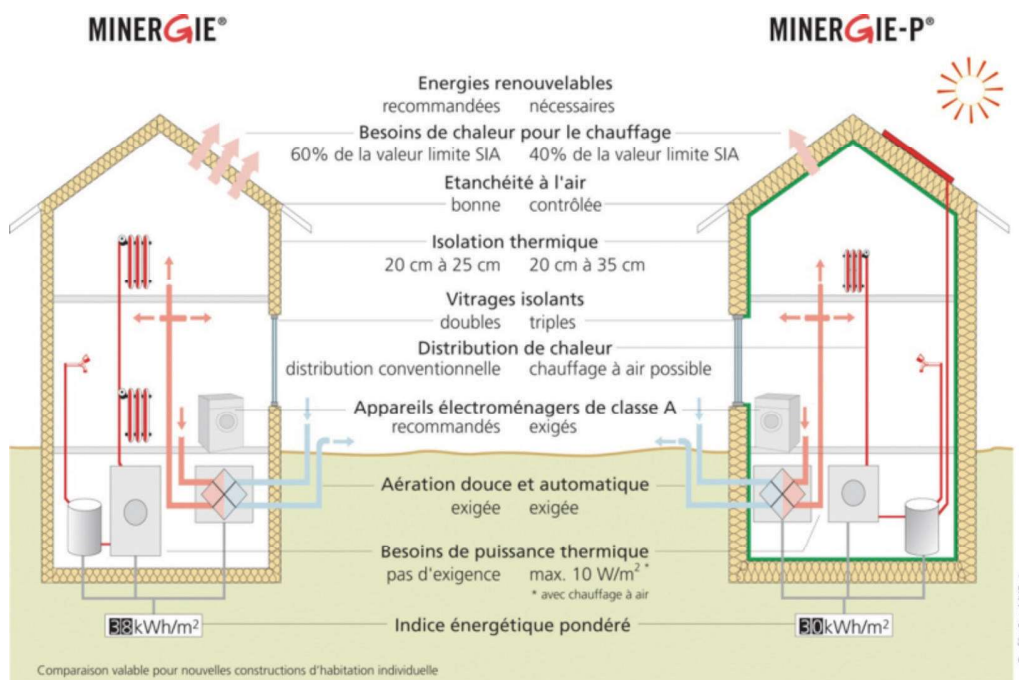 MINERGIE®
MINERGIE-P®
Energies renouvelables
recommandées nécessaires
Besoins de chaleur pour le chauffage
60% de la valeur limite SIA 40% de la valeur limite SIA
Etanchéité à l'air
bonne contrôlée
Isolation thermique
20 cm à 25 cm 20 cm à 35 cm
Vitrages isolants
doubles triples
Distribution de chaleur
distribution conventionnelle chauffage à air possible
Appareils électroménagers de classe A
recommandés exigés
Aération douce et automatique
exigée exigée
Besoins de puissance thermique
pas d'exigence max. 10 W/m² *
* avec chauffage à air
38kWh/m² Indice énergétique pondéré 30kWh/m²
Comparaison valable pour nouvelles constructions d'habitation individuelle